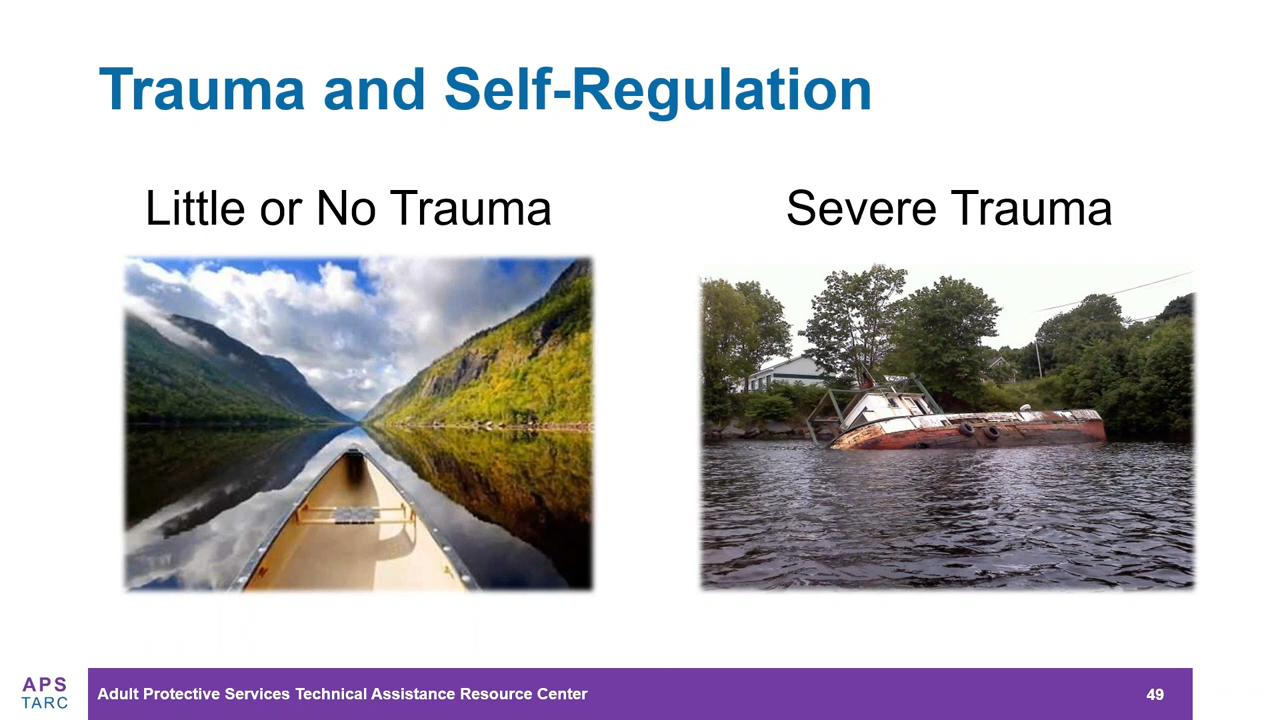 Trauma and Self-Regulation
Little or No Trauma
Severe Trauma
APS
TARC
Adult Protective Services Technical Assistance Resource Center
49